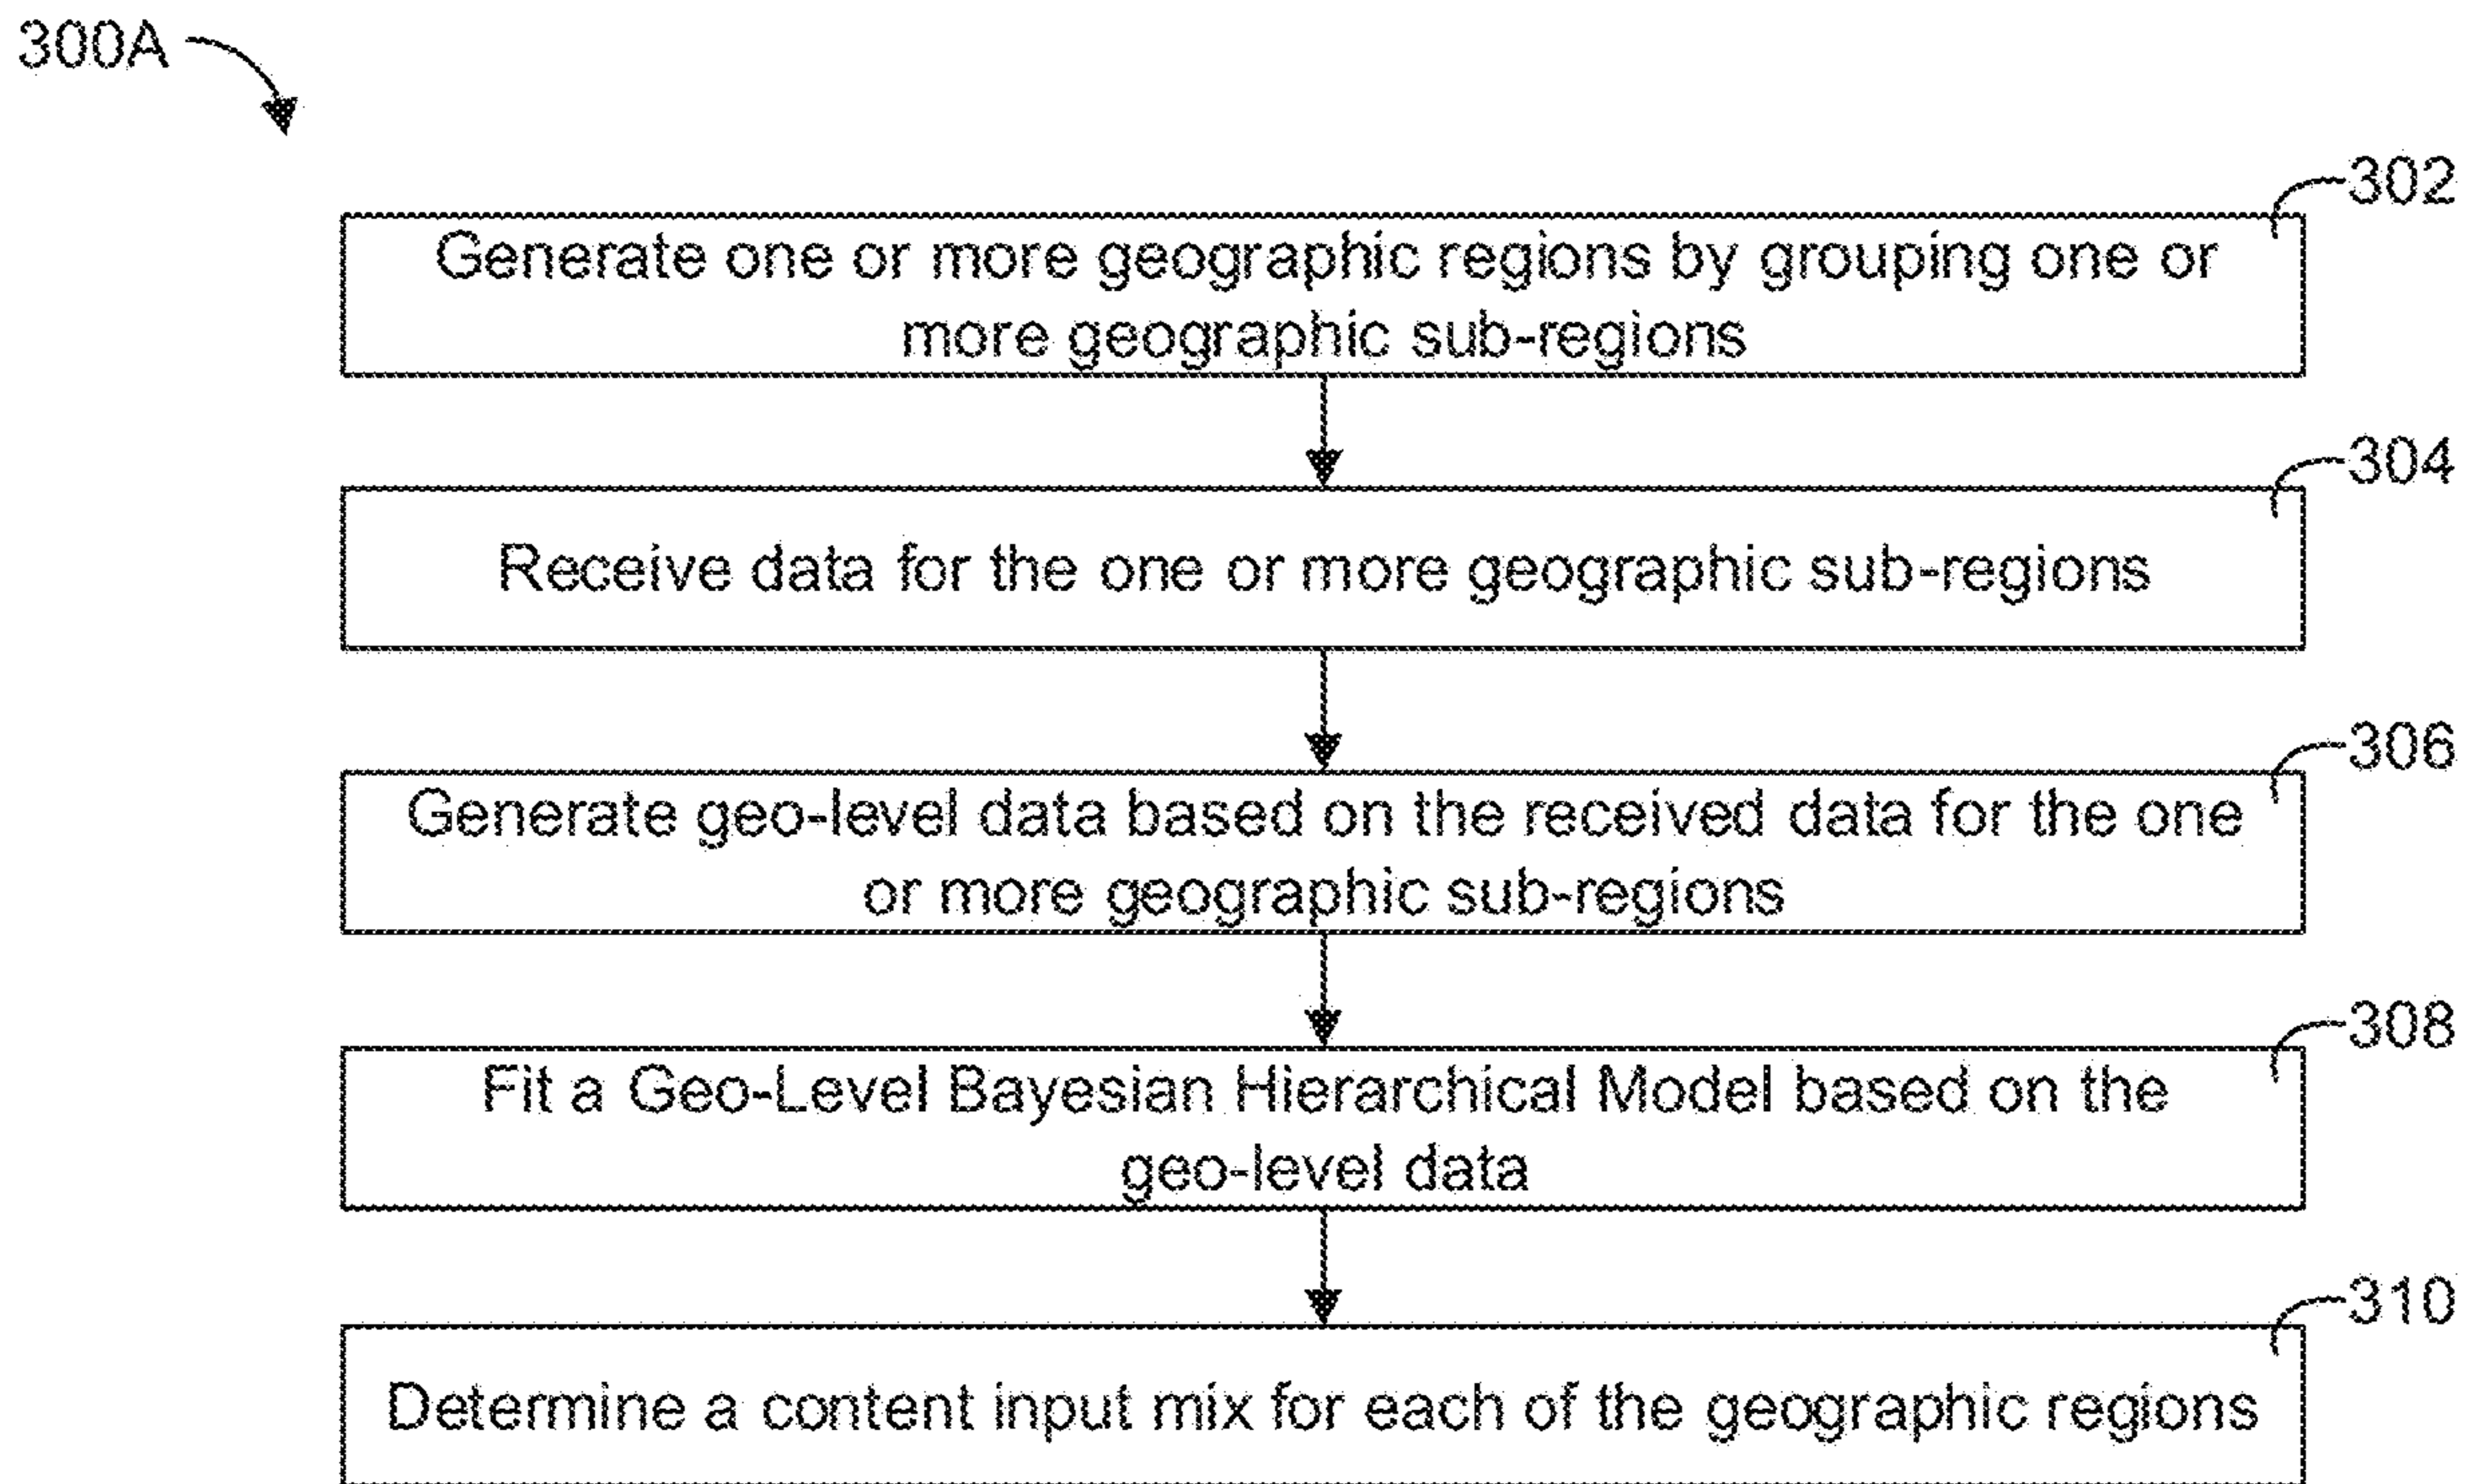 300A
302
Generate one or more geographic regions by grouping one or
more geographic sub-regions
304
Receive data for the one or more geographic sub-regions
306
Generate geo-level data based on the received data for the one
or more geographic sub-regions
308
Fit a Geo-Level Bayesian Hierarchical Model based on the
geo-level data
310
Determine a content input mix for each of the geographic regions